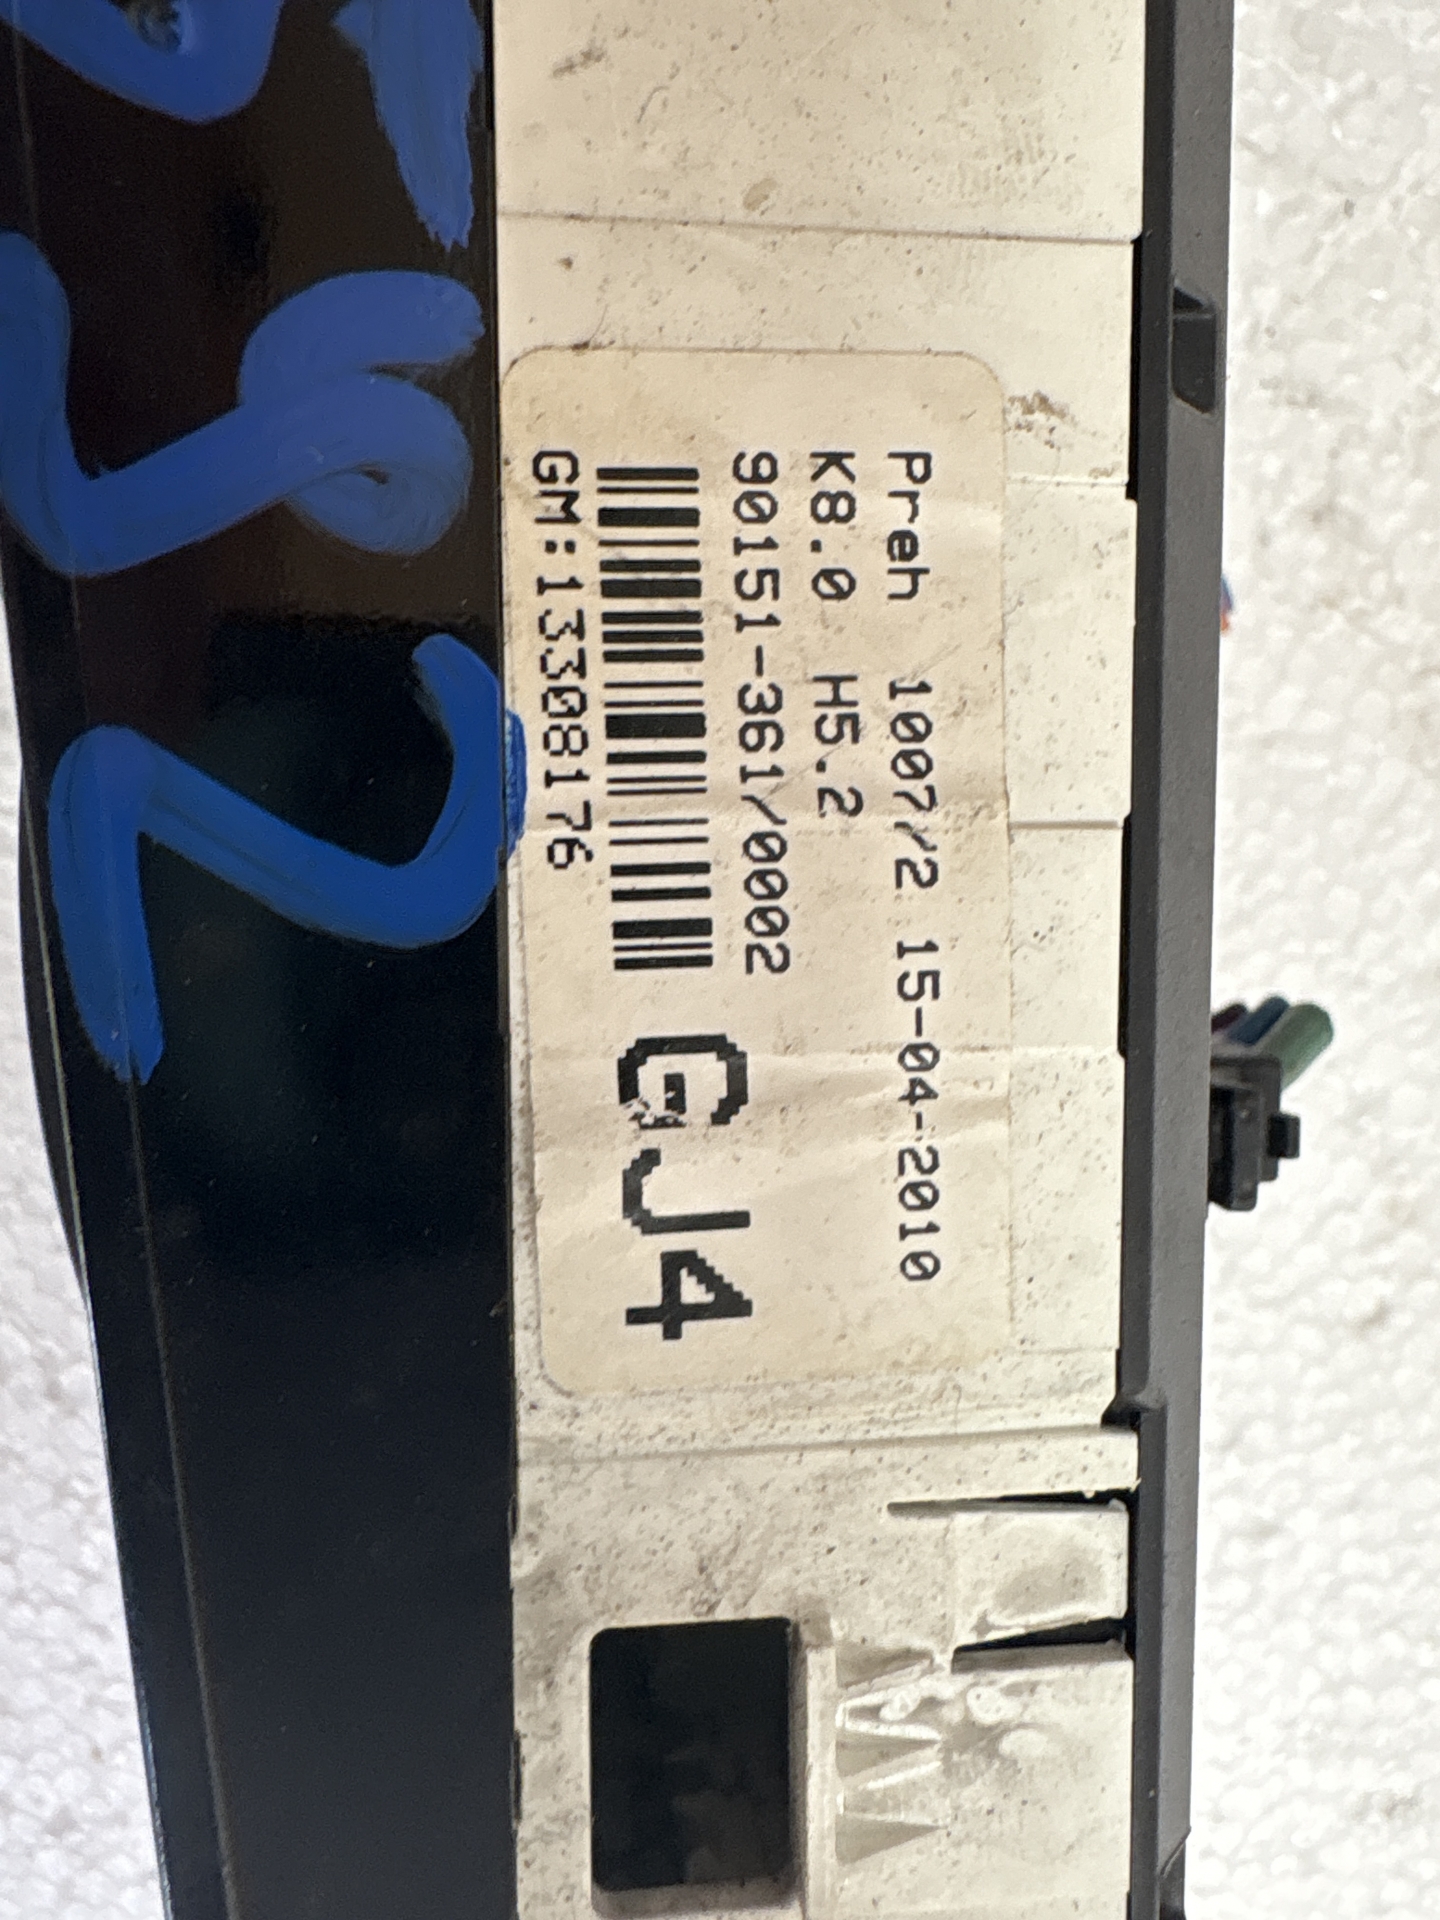 Preh 1007/2 15-04-2010
K8.0 H5.2
90151-361/0002
GJ4
GM:13308176